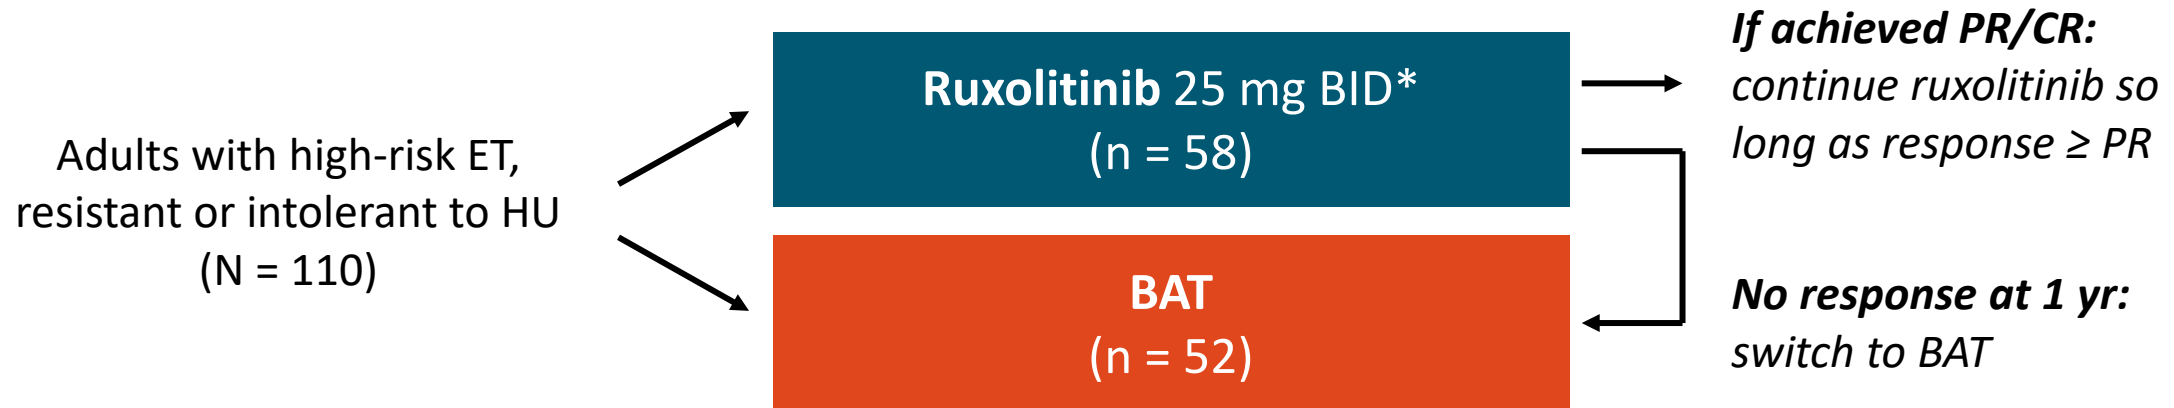 Adults with high-risk ET,
resistant or intolerant to HU
(N = 110)
Ruxolitinib 25 mg BID*
(n = 58)
BAT
(n = 52)
If achieved PR/CR:
continue ruxolitinib so
long as response ≥ PR
No response at 1 yr:
switch to BAT